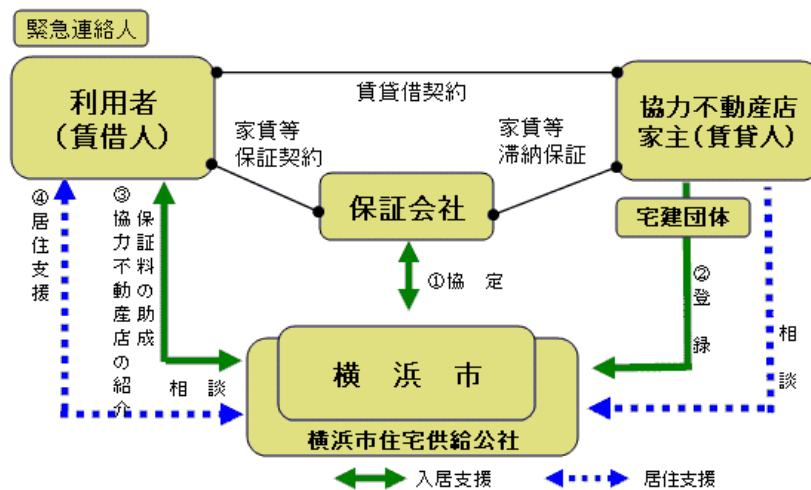 緊急連絡人
利用者
（賃借人）
賃貸借契約
協力不動産店
家主（賃貸人）
家賃等
保証契約
家賃等
滞納保証
保証会社
宅建団体
④居住支援
③協力不動産店の紹介
保証料の助成
①協 定
②登 録
相 談
相 談
横 浜 市
横浜市住宅供給公社
入居支援
居住支援